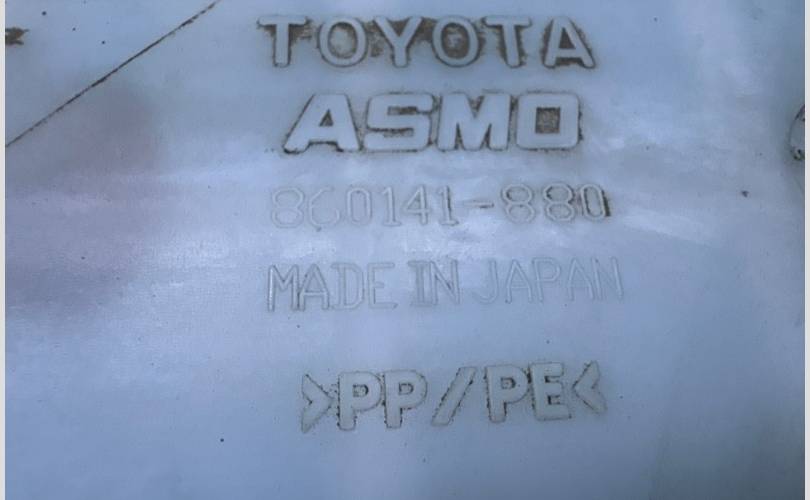 TOYOTA
ASMO
860141-880
MADE IN JAPAN
>PP/PE<